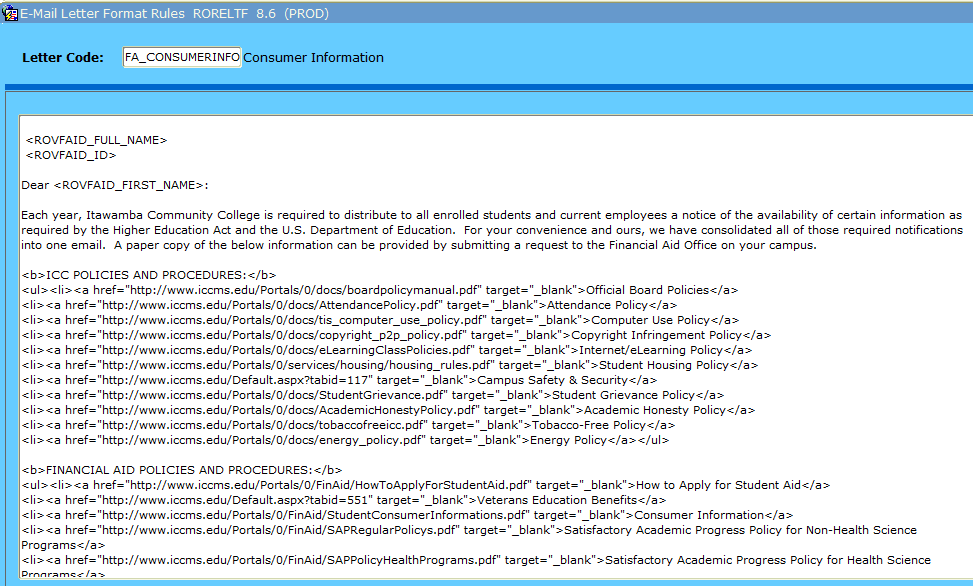 E-Mail Letter Format Rules  RORELTF  8.6  (PROD)
Letter Code: FA_CONSUMERINFO Consumer Information
<ROVFAID_FULL_NAME>
<ROVFAID_ID>
Dear <ROVFAID_FIRST_NAME>:
Each year, Itawamba Community College is required to distribute to all enrolled students and current employees a notice of the availability of certain information as
required by the Higher Education Act and the U.S. Department of Education.  For your convenience and ours, we have consolidated all of those required notifications
into one email.  A paper copy of the below information can be provided by submitting a request to the Financial Aid Office on your campus.
<b>ICC POLICIES AND PROCEDURES:</b>
<ul><li><a href="http://www.iccms.edu/Portals/0/docs/boardpolicymanual.pdf" target="_blank">Official Board Policies</a>
<li><a href="http://www.iccms.edu/Portals/0/docs/AttendancePolicy.pdf" target="_blank">Attendance Policy</a>
<li><a href="http://www.iccms.edu/Portals/0/docs/tis_computer_use_policy.pdf" target="_blank">Computer Use Policy</a>
<li><a href="http://www.iccms.edu/Portals/0/docs/copyright_p2p_policy.pdf" target="_blank">Copyright Infringement Policy</a>
<li><a href="http://www.iccms.edu/Portals/0/docs/eLearningClassPolicies.pdf" target="_blank">Internet/eLearning Policy</a>
<li><a href="http://www.iccms.edu/Portals/0/services/housing/housing_rules.pdf" target="_blank">Student Housing Policy</a>
<li><a href="http://www.iccms.edu/Default.aspx?tabid=117" target="_blank">Campus Safety & Security</a>
<li><a href="http://www.iccms.edu/Portals/0/docs/StudentGrievance.pdf" target="_blank">Student Grievance Policy</a>
<li><a href="http://www.iccms.edu/Portals/0/docs/AcademicHonestyPolicy.pdf" target="_blank">Academic Honesty Policy</a>
<li><a href="http://www.iccms.edu/Portals/0/docs/tobaccofreeicc.pdf" target="_blank">Tobacco-Free Policy</a>
<li><a href="http://www.iccms.edu/Portals/0/docs/energy_policy.pdf" target="_blank">Energy Policy</a></ul>
<b>FINANCIAL AID POLICIES AND PROCEDURES:</b>
<ul><li><a href="http://www.iccms.edu/Portals/0/FinAid/HowToApplyForStudentAid.pdf" target="_blank">How to Apply for Student Aid</a>
<li><a href="http://www.iccms.edu/Default.aspx?tabid=551" target="_blank">Veterans Education Benefits</a>
<li><a href="http://www.iccms.edu/Portals/0/FinAid/StudentConsumerInformations.pdf" target="_blank">Consumer Information</a>
<li><a href="http://www.iccms.edu/Portals/0/FinAid/SAPRegularPolicys.pdf" target="_blank">Satisfactory Academic Progress Policy for Non-Health Science
Programs</a>
<li><a href="http://www.iccms.edu/Portals/0/FinAid/SAPPolicyHealthPrograms.pdf" target="_blank">Satisfactory Academic Progress Policy for Health Science
Programs</a>